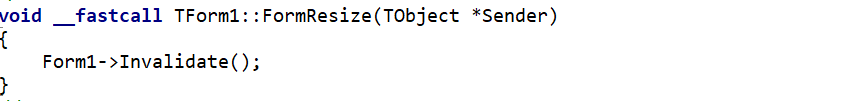 void __fastcall TForm1::FormResize(TObject *Sender)
{
    Form1->Invalidate();
}